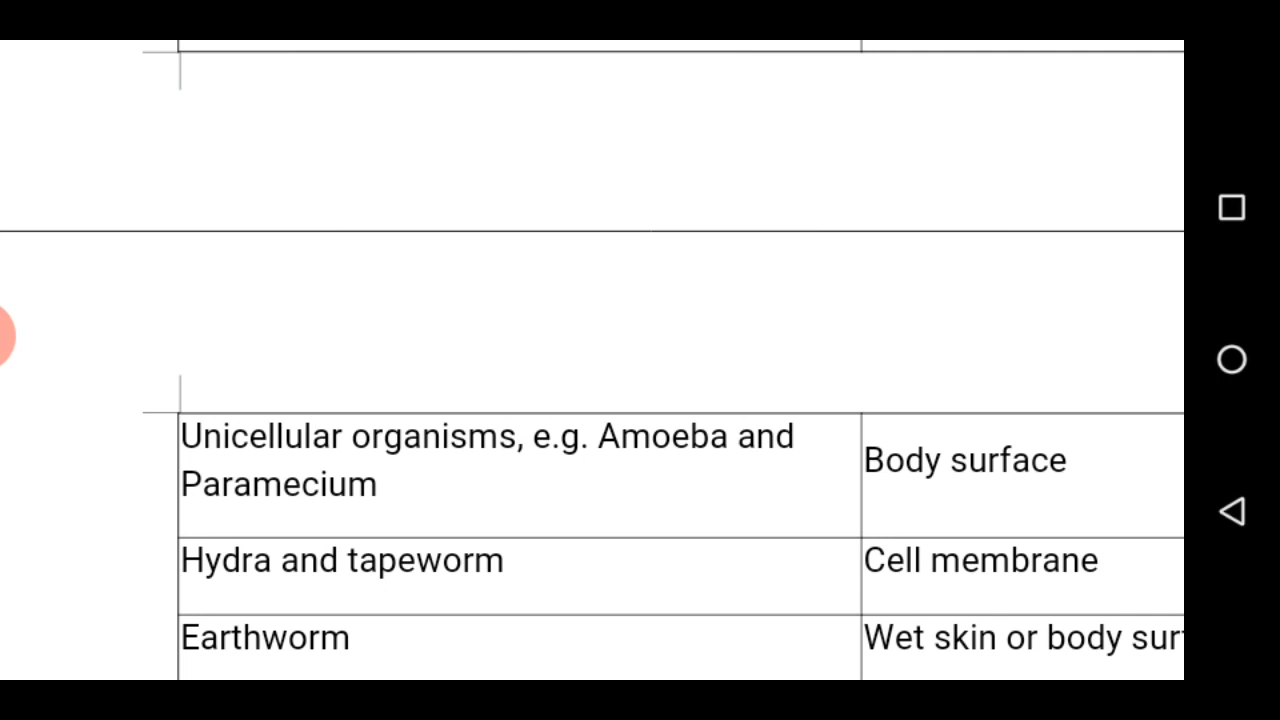 Unicellular organisms, e.g. Amoeba and
Paramecium
Body surface
Hydra and tapeworm
Cell membrane
Earthworm
Wet skin or body